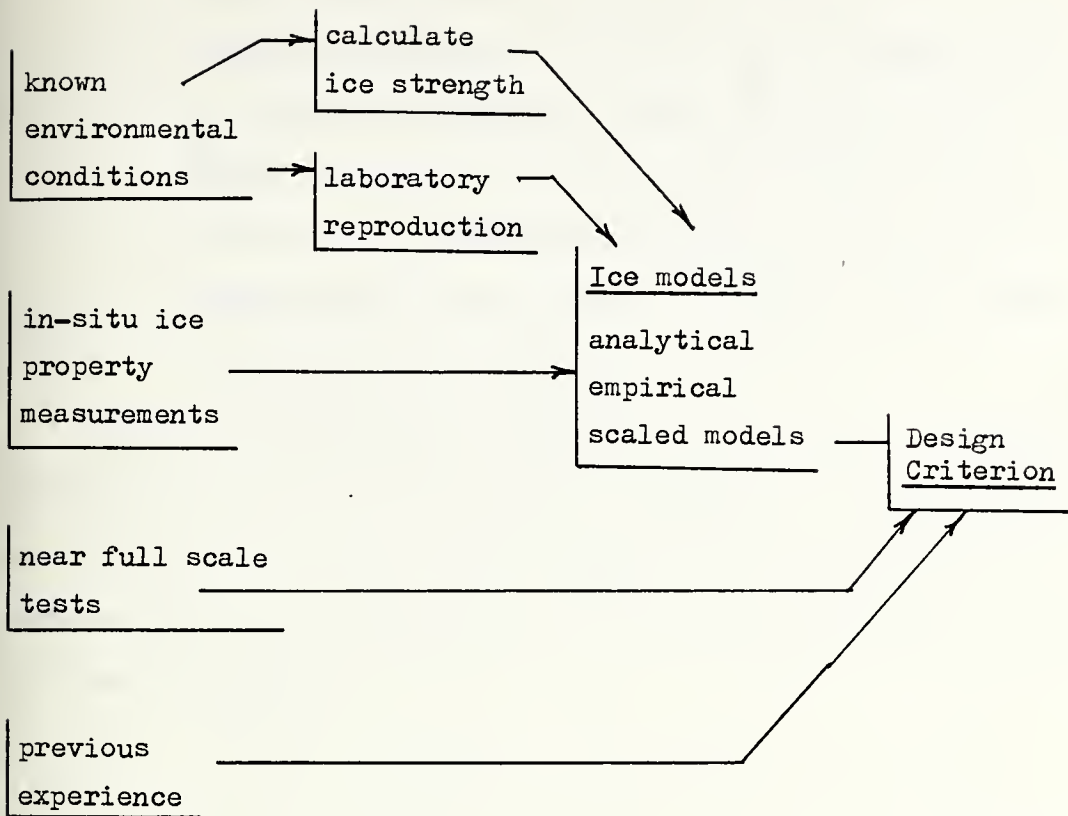 calculate
ice strength
known
environmental
conditions
laboratory
reproduction
Ice models
analytical
empirical
scaled models
in-situ ice
property
measurements
Design
Criterion
near full scale
tests
previous
experience